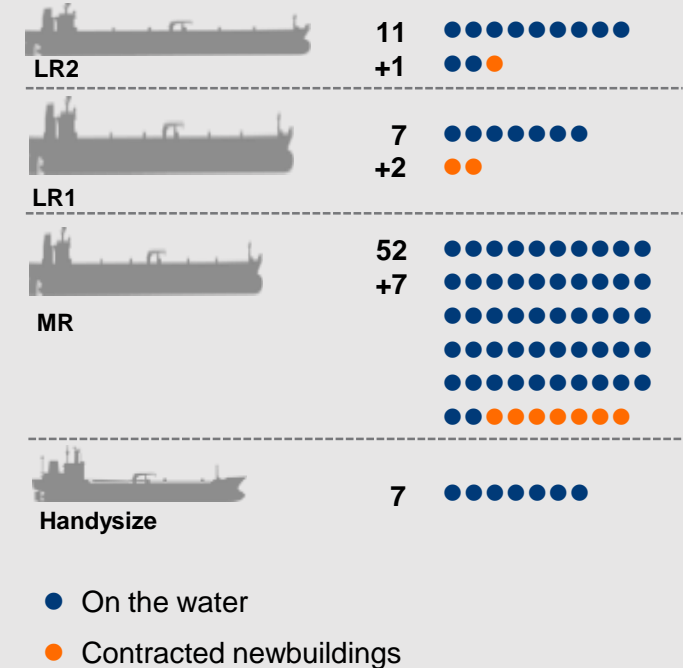 11
LR2
+1
7
+2
LR1
52
+7
MR
7
Handysize
On the water
Contracted newbuildings